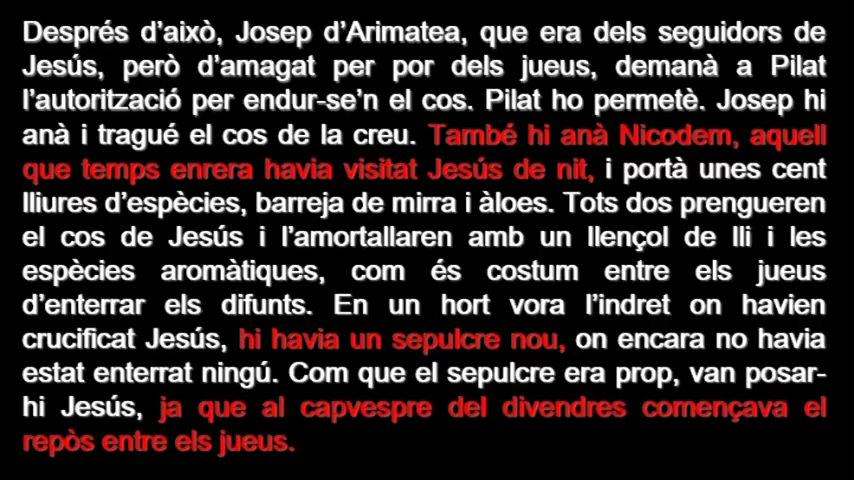 Després d’això, Josep d’Arimatea, que era dels seguidors de
Jesús, però d’amagat per por dels jueus, demanà a Pilat
l’autorització per endur-se’n el cos. Pilat ho permetè. Josep hi
anà i tragué el cos de la creu. També hi anà Nicodem, aquell
que temps enrera havia visitat Jesús de nit, i portà unes cent
lliures d’espècies, barreja de mirra i àloes. Tots dos prengueren
el cos de Jesús i l’amortallaren amb un llençol de lli i les
espècies aromàtiques, com és costum entre els jueus
d’enterrar els difunts. En un hort vora l’indret on havien
crucificat Jesús, hi havia un sepulcre nou, on encara no havia
estat enterrat ningú. Com que el sepulcre era prop, van posar-
hi Jesús, ja que al capvespre del divendres començava el
repòs entre els jueus.